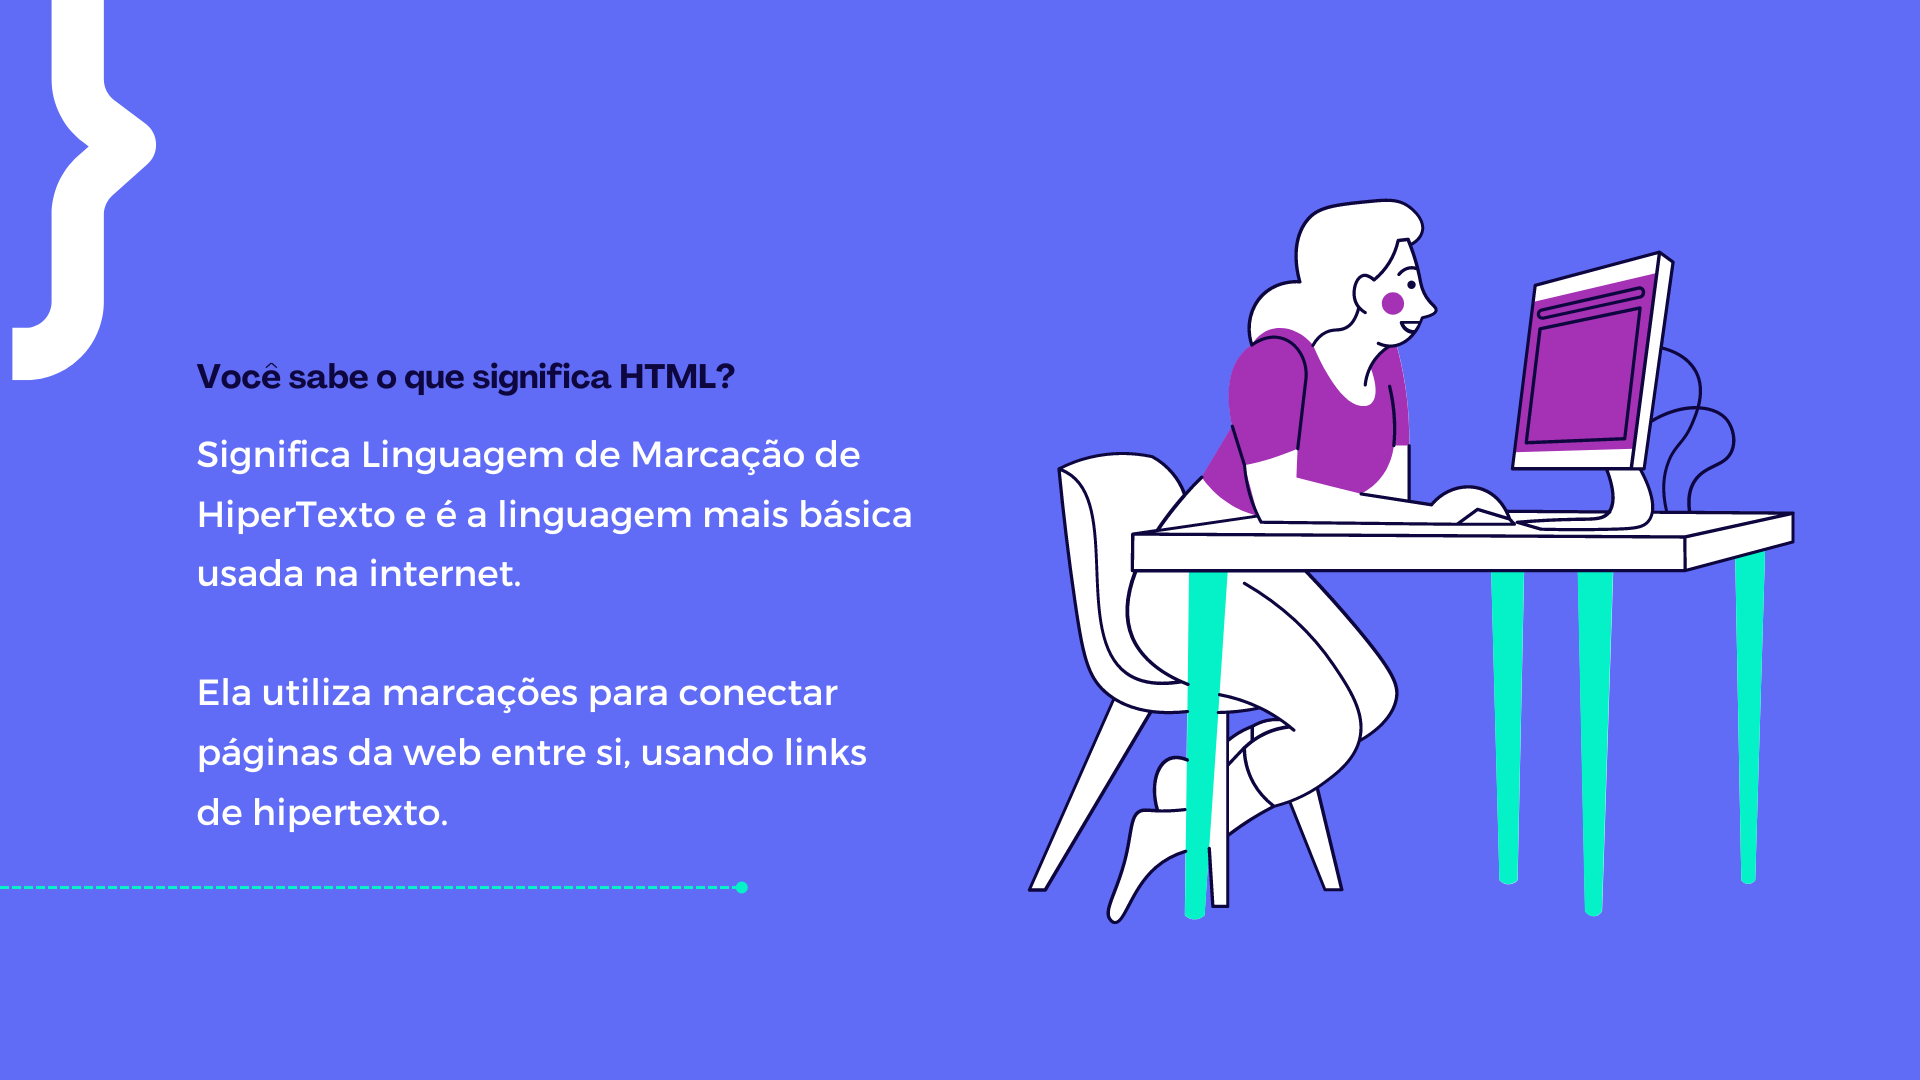 Você sabe o que significa HTML?
Significa Linguagem de Marcação de
HiperTexto e é a linguagem mais básica
usada na internet.
Ela utiliza marcações para conectar
páginas da web entre si, usando links
de hipertexto.